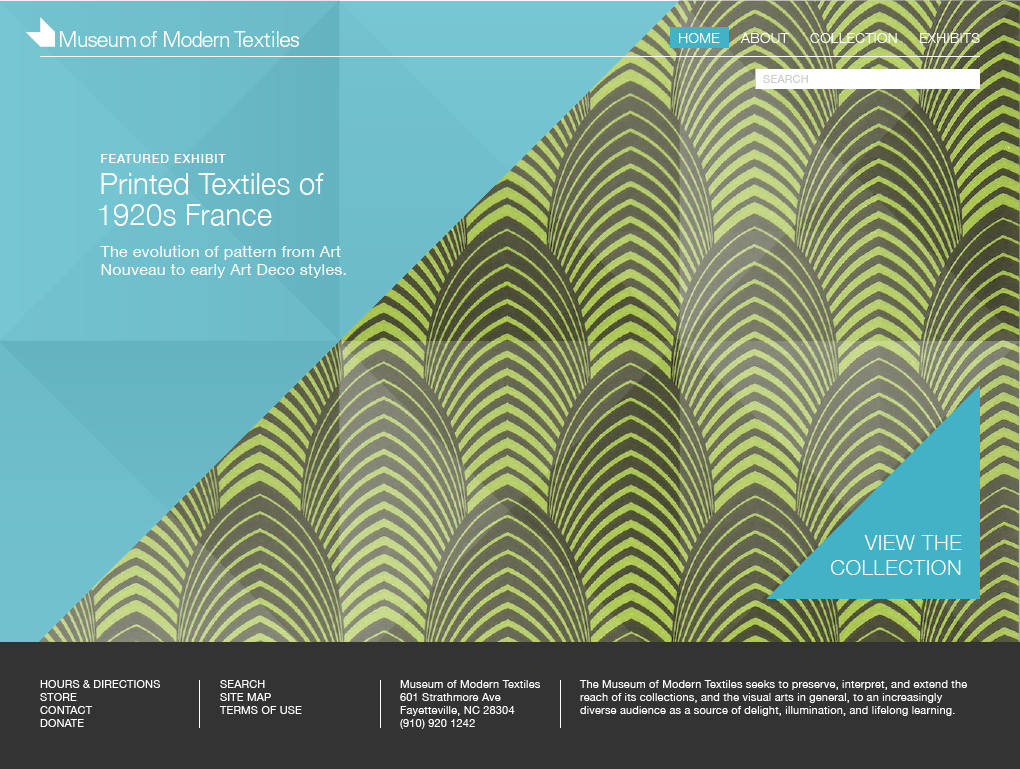 Museum of Modern Textiles
HOME ABOUT COLLECTION EXHIBITS
SEARCH
FEATURED EXHIBIT
Printed Textiles of
1920s France
The evolution of pattern from Art
Nouveau to early Art Deco styles.
VIEW THE
COLLECTION
HOURS & DIRECTIONS
STORE
CONTACT
DONATE
SEARCH
SITE MAP
TERMS OF USE
Museum of Modern Textiles
601 Strathmore Ave
Fayetteville, NC 28304
(910) 920 1242
The Museum of Modern Textiles seeks to preserve, interpret, and extend the
reach of its collections, and the visual arts in general, to an increasingly
diverse audience as a source of delight, illumination, and lifelong learning.